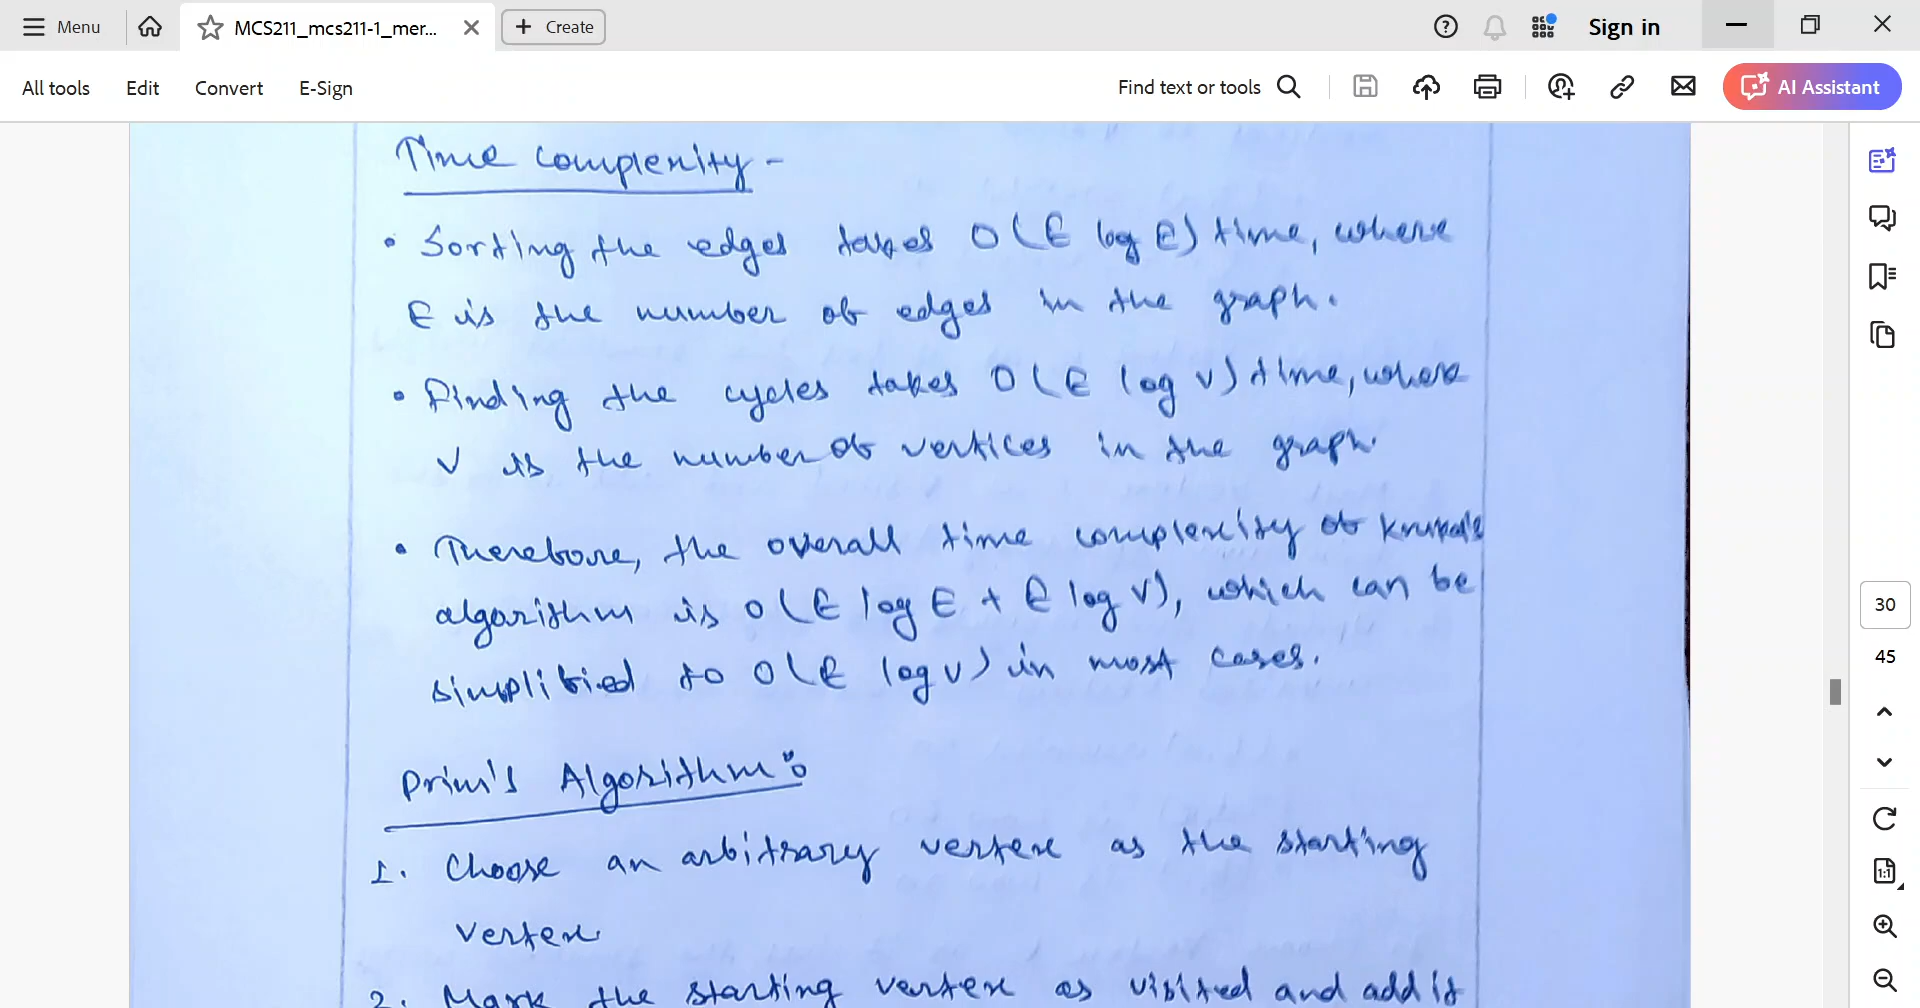 Menu
MCS211_mcs211-1_mer...
Create
Sign in
All tools
Edit
Convert
E-Sign
Find text or tools
AI Assistant
Time complexity -
• Sorting the edges takes O(E log E) time, where
E is the number of edges in the graph.
• Finding the cycles takes O(E log V) time, where
V is the number of vertices in the graph.
• Therefore, the overall time complexity of Kruskal's
algorithm is O(E log E + E log V), which can be
simplified to O(E log V) in most cases.
Prim's Algorithm:
1. Choose an arbitrary vertex as the starting
vertex
2. Mark the starting vertex as visited and add it
30
45
1:1